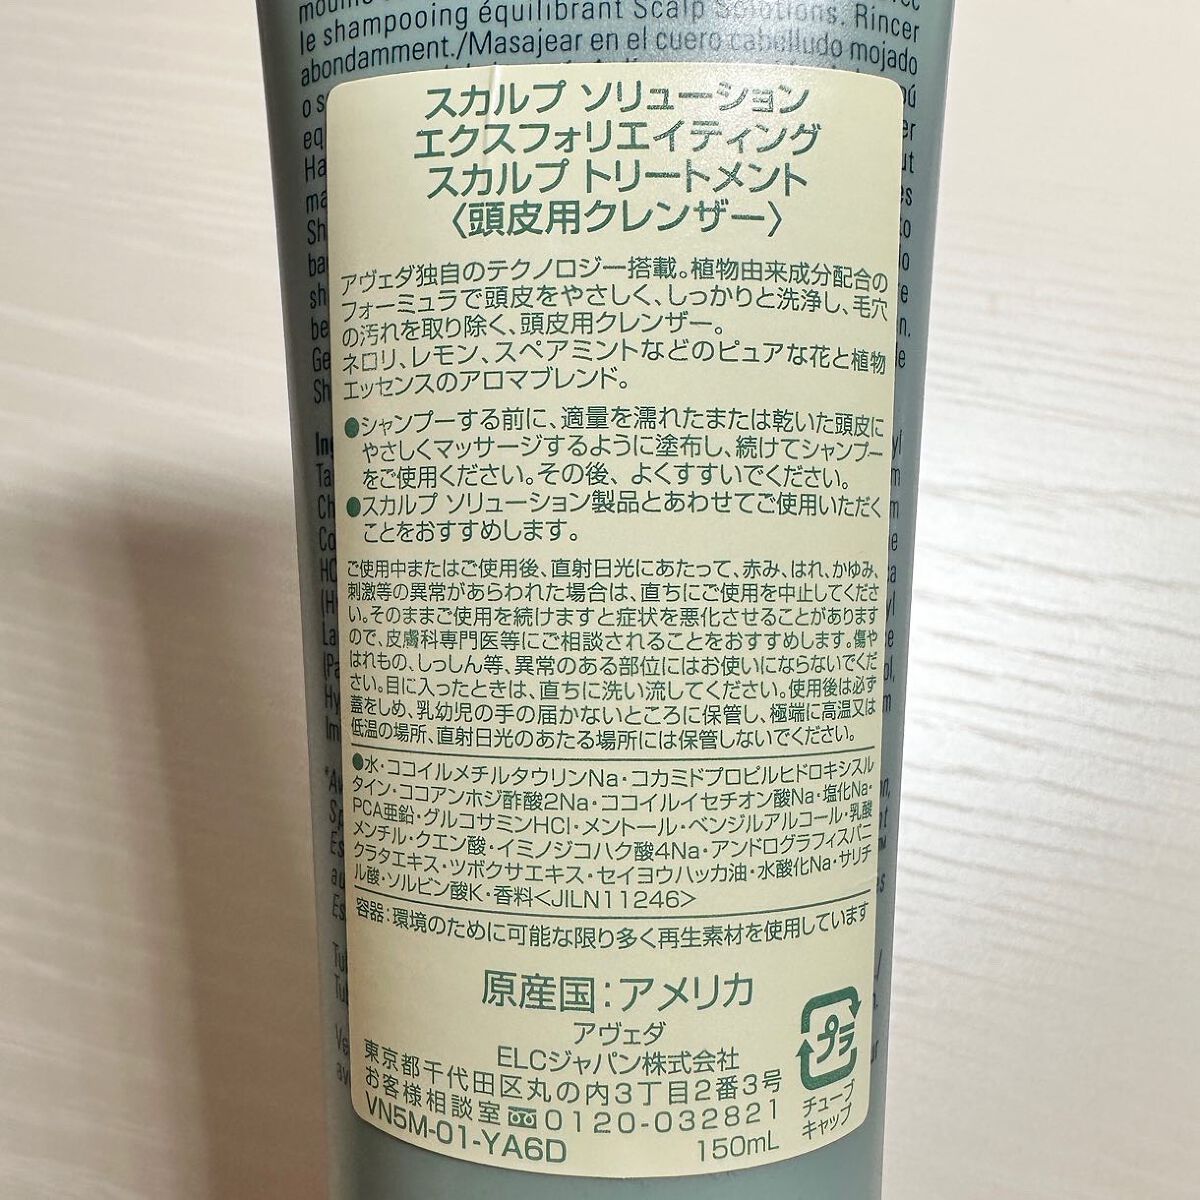 le shampooing équilibrant Scalp Solutions. Rincer
abondamment./Masajear en el cuero cabelludo mojado
スカルプ ソリューション
エクスフォリエイティング
スカルプ トリートメント
〈頭皮用クレンザー〉
アヴェダ独自のテクノロジー搭載。植物由来成分配合の
フォーミュラで頭皮をやさしく、しっかりと洗浄し、毛穴
の汚れを取り除く、頭皮用クレンザー。
ネロリ、レモン、スペアミントなどのピュアな花と植物
エッセンスのアロマブレンド。
●シャンプーする前に、適量を濡れたまたは乾いた頭皮に
やさしくマッサージするように塗布し、続けてシャンプー
をご使用ください。その後、よくすすいでください。
●スカルプ ソリューション製品とあわせてご使用いただく
ことをおすすめします。
ご使用中またはご使用後、直射日光にあたって、赤み、はれ、かゆみ、
刺激等の異常があらわれた場合は、直ちにご使用を中止してくださ
い。そのままご使用を続けますと症状を悪化させることがあります
ので、皮膚科専門医等にご相談されることをおすすめします。傷や
はれもの、しっしん等、異常のある部位にはお使いにならないでくだ
さい。目に入ったときは、直ちに洗い流してください。使用後は必ず
蓋をしめ、乳幼児の手の届かないところに保管し、極端に高温又は
低温の場所、直射日光のあたる場所には保管しないでください。
●水・ココイルメチルタウリンNa・コカミドプロピルヒドロキシスル
タイン・ココアンホジ酢酸2Na・ココイルイセチオン酸Na・塩化Na・
PCA亜鉛・グルコサミンHCl・メントール・ベンジルアルコール・乳酸
メンチル・クエン酸・イミノジコハク酸4Na・アンドログラフィスパニ
クラタエキス・ツボクサエキス・セイヨウハッカ油・水酸化Na・サリチ
ル酸・ソルビン酸K・香料<JILN11246>
容器：環境のために可能な限り多く再生素材を使用しています
原産国：アメリカ
アヴェダ
ELCジャパン株式会社
東京都千代田区丸の内3丁目2番3号
お客様相談室 0120-032821
VN5M-01-YA6D
150mL
プラ
チューブ
キャップ